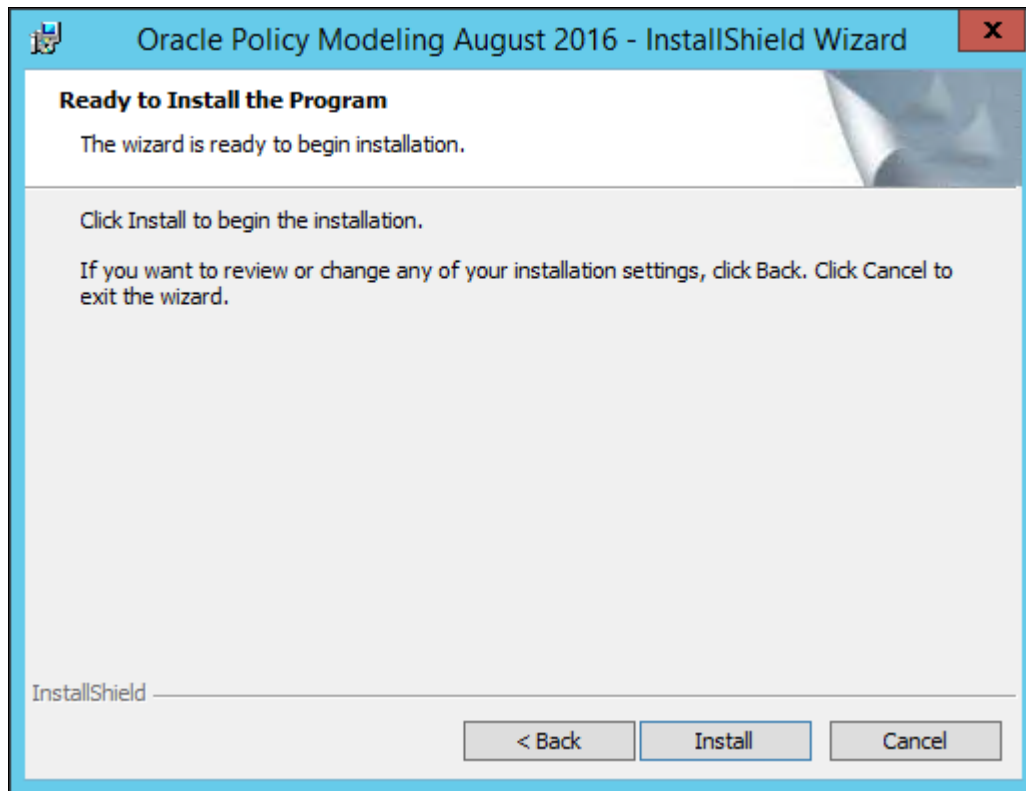 Oracle Policy Modeling August 2016 - InstallShield Wizard
x
Ready to Install the Program
The wizard is ready to begin installation.
Click Install to begin the installation.
If you want to review or change any of your installation settings, click Back. Click Cancel to
exit the wizard.
InstallShield
< Back Install Cancel